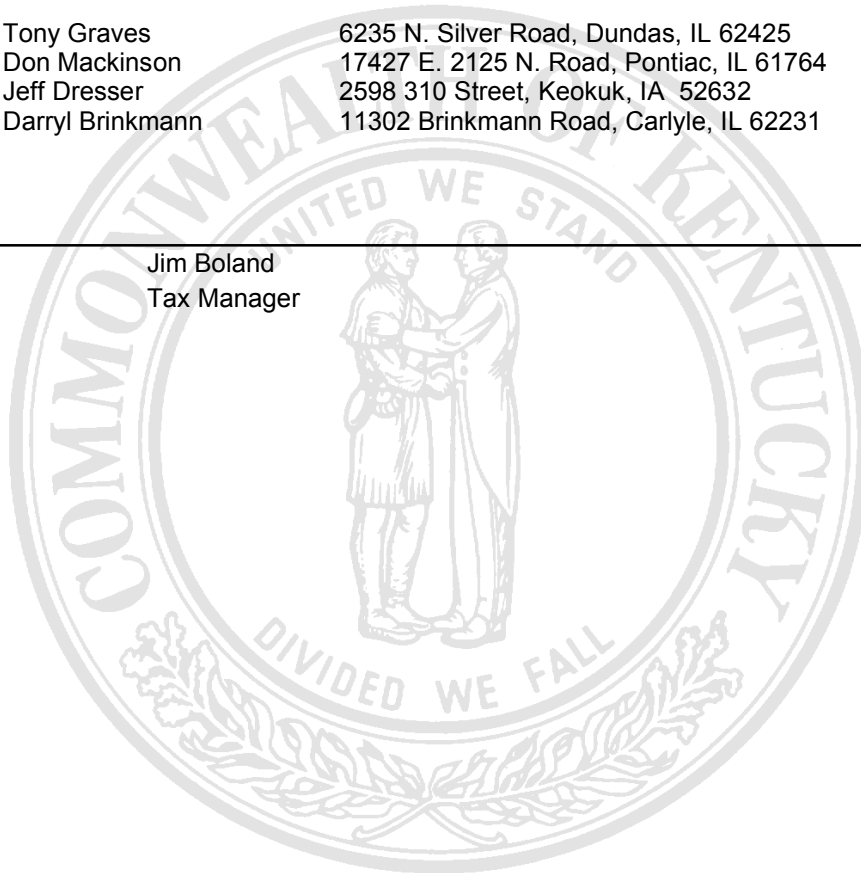 Tony Graves 6235 N. Silver Road, Dundas, IL 62425
Don Mackinson 17427 E. 2125 N. Road, Pontiac, IL 61764
Jeff Dresser 2598 310 Street, Keokuk, IA 52632
Darryl Brinkmann 11302 Brinkmann Road, Carlyle, IL 62231
COMMONWEALTH OF KENTUCKY
UNITED WE STAND
Jim Boland
Tax Manager
DIVIDED WE FALL